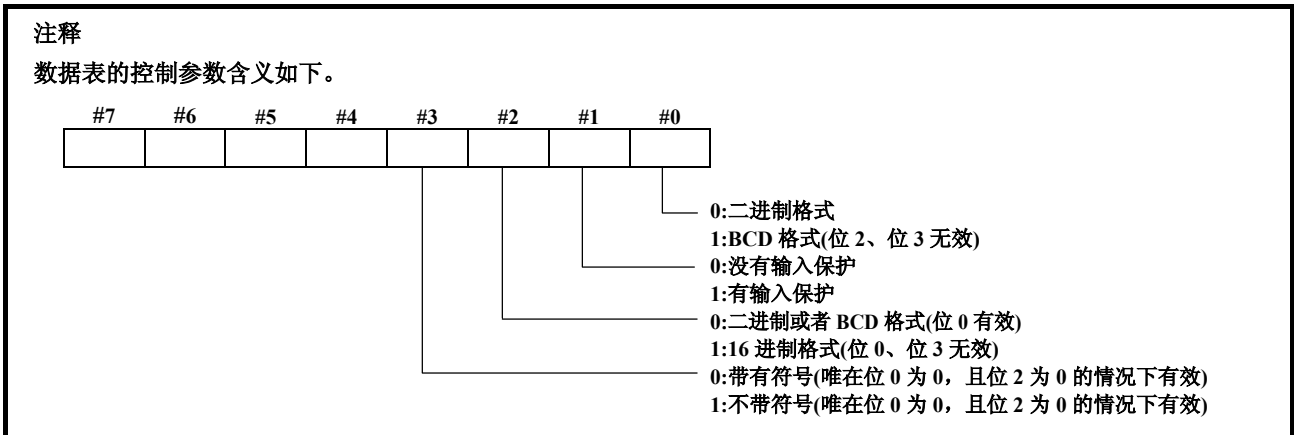 注释
数据表的控制参数含义如下。
#7 #6 #5 #4 #3 #2 #1 #0
0:二进制格式
1:BCD 格式(位 2、位 3 无效)
0:没有输入保护
1:有输入保护
0:二进制或者 BCD 格式(位 0 有效)
1:16 进制格式(位 0、位 3 无效)
0:带有符号(唯在位 0 为 0，且位 2 为 0 的情况下有效)
1:不带符号(唯在位 0 为 0，且位 2 为 0 的情况下有效)